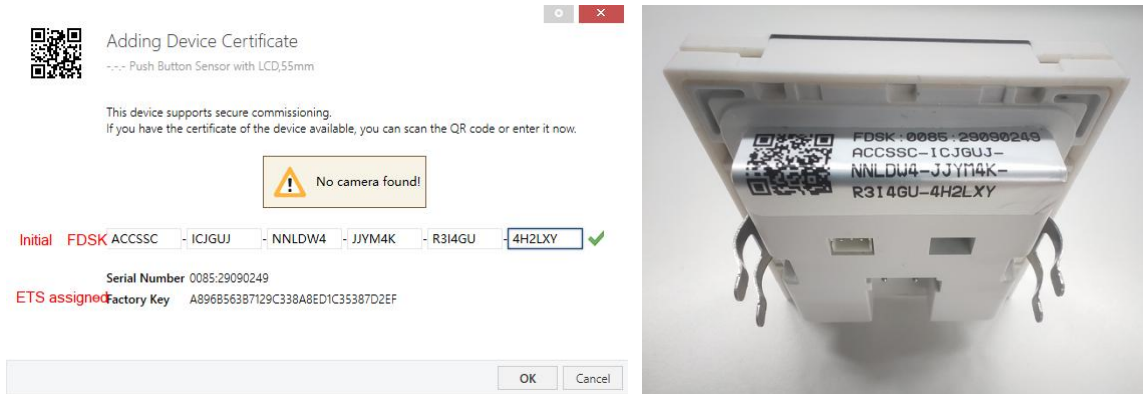 Adding Device Certificate
-.-.- Push Button Sensor with LCD,55mm
This device supports secure commissioning.
If you have the certificate of the device available, you can scan the QR code or enter it now.
No camera found!
Initial FDSK ACCSSC - ICJGUJ - NNLDW4 - JJYM4K - R3I4GU - 4H2LXY
Serial Number 0085:29090249
ETS assigned Factory Key A896B563B7129C338A8ED1C35387D2EF
OK Cancel
FDSK:0085:29090249
ACCSSC-ICJGUJ-
NNLDW4-JJYM4K-
R3I4GU-4H2LXY